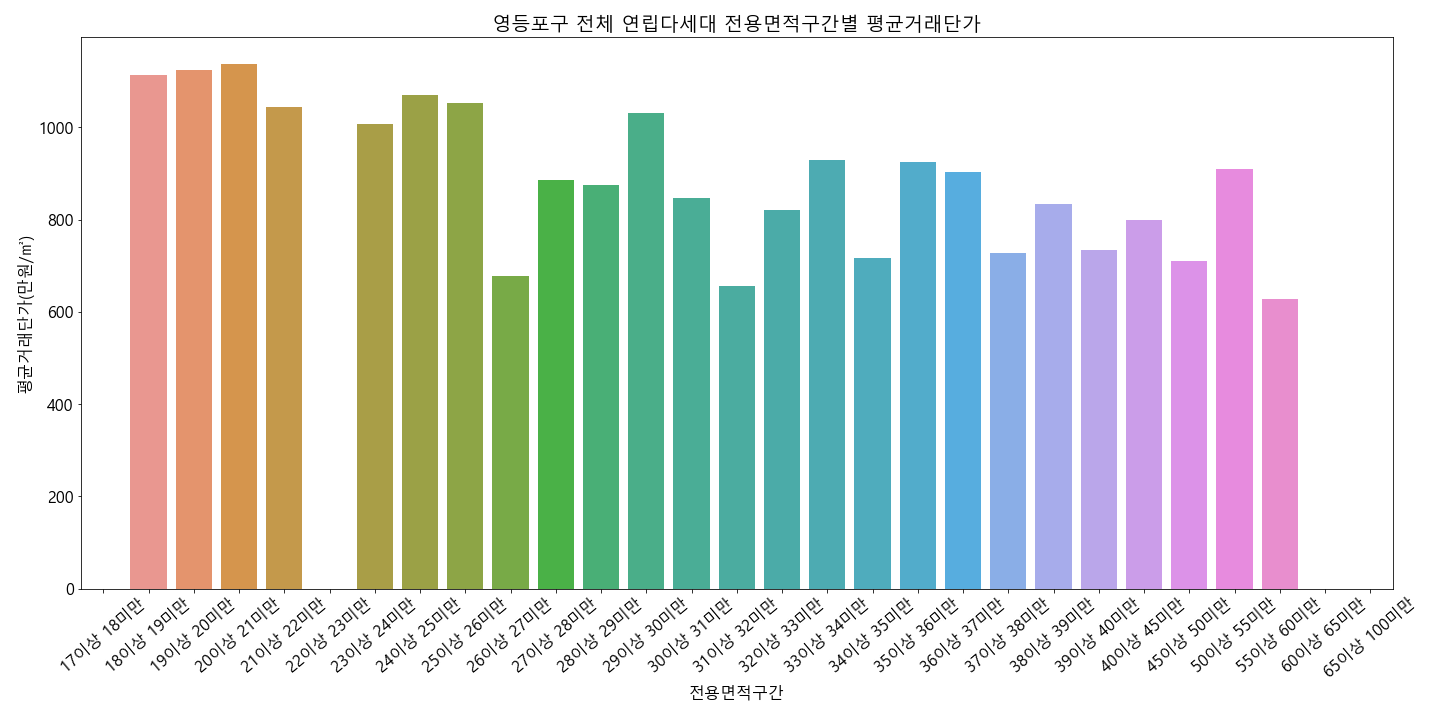 영등포구 전체 연립다세대 전용면적구간별 평균거래단가
평균거래단가(만원/㎡)
1000
800
600
400
200
0
17이상 18미만
18이상 19미만
19이상 20미만
20이상 21미만
21이상 22미만
22이상 23미만
23이상 24미만
24이상 25미만
25이상 26미만
26이상 27미만
27이상 28미만
28이상 29미만
29이상 30미만
30이상 31미만
31이상 32미만
32이상 33미만
33이상 34미만
34이상 35미만
35이상 36미만
36이상 37미만
37이상 38미만
38이상 39미만
39이상 40미만
40이상 45미만
45이상 50미만
50이상 55미만
55이상 60미만
60이상 65미만
65이상 100미만
전용면적구간